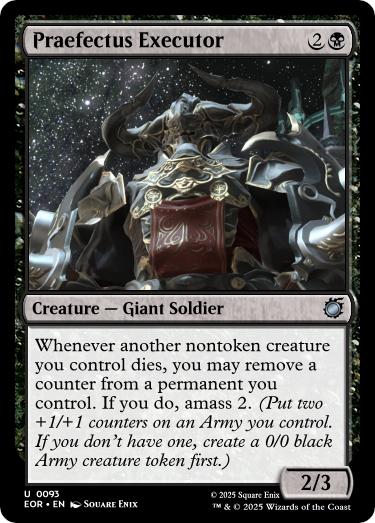 Praefectus Executor 2
Creature — Giant Soldier
Whenever another nontoken creature
you control dies, you may remove a
counter from a permanent you
control. If you do, amass 2. (Put two
+1/+1 counters on an Army you control.
If you don't have one, create a 0/0 black
Army creature token first.)
2/3
U 0093
EOR • EN Square Enix
© 2025 Square Enix
™ & © 2025 Wizards of the Coast